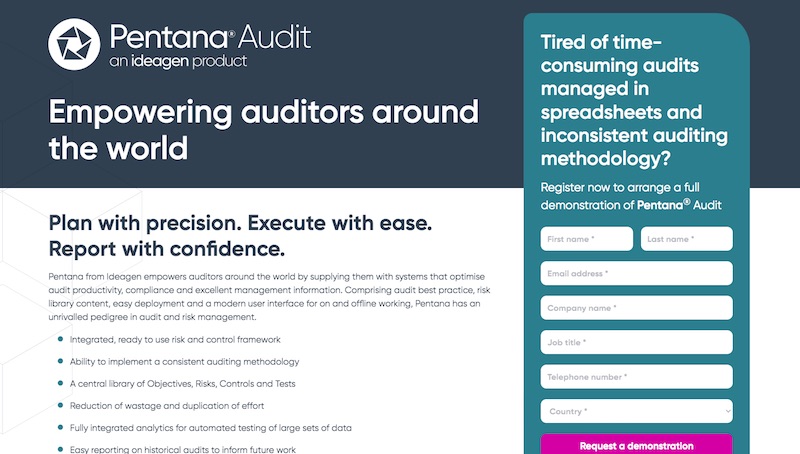 Pentana® Audit
an ideagen product
Empowering auditors around
the world
Plan with precision. Execute with ease.
Report with confidence.
Pentana from Ideagen empowers auditors around the world by supplying them with systems that optimise
audit productivity, compliance and excellent management information. Comprising audit best practice, risk
library content, easy deployment and a modern user interface for on and offline working, Pentana has an
unrivalled pedigree in audit and risk management.
Integrated, ready to use risk and control framework
Ability to implement a consistent auditing methodology
A central library of Objectives, Risks, Controls and Tests
Reduction of wastage and duplication of effort
Fully integrated analytics for automated testing of large sets of data
Easy reporting on historical audits to inform future work
Tired of time-
consuming audits
managed in
spreadsheets and
inconsistent auditing
methodology?
Register now to arrange a full
demonstration of Pentana® Audit
First name *
Last name *
Email address *
Company name *
Job title *
Telephone number *
Country *
Request a demonstration